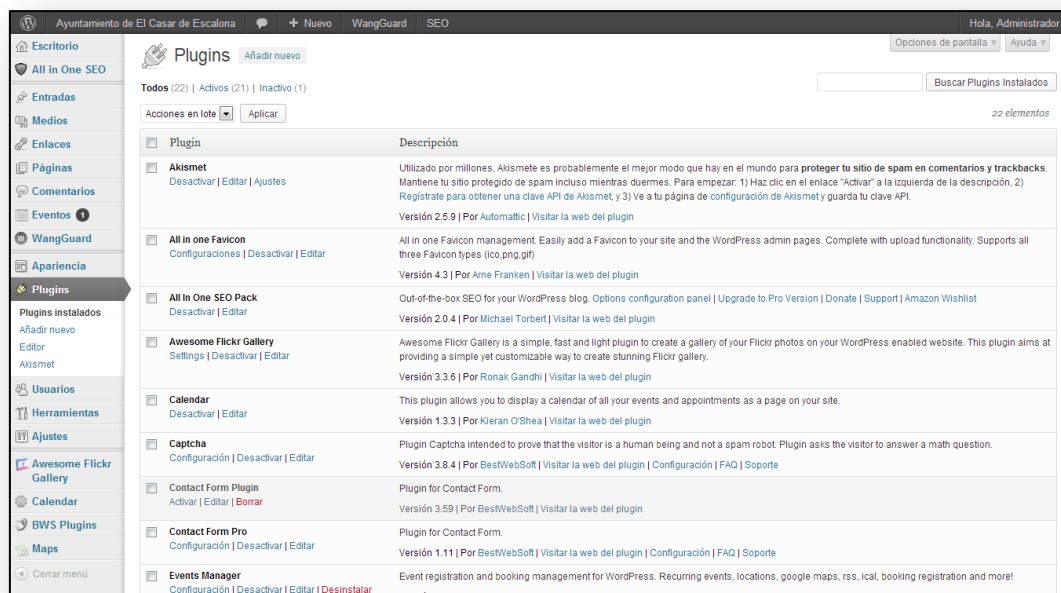 Ayuntamiento de El Casar de Escalona + Nuevo WangGuard SEO Hola, Administrador
Escritorio
All in One SEO
Entradas
Medios
Enlaces
Páginas
Comentarios
Eventos 1
WangGuard
Apariencia
Plugins
Plugins instalados
Añadir nuevo
Editor
Akismet
Usuarios
Herramientas
Ajustes
Awesome Flickr
Gallery
Calendar
BWS Plugins
Maps
Cerrar menú
Opciones de pantalla Ayuda
Plugins Añadir nuevo
Todos (22) | Activos (21) | Inactivo (1)
Buscar Plugins Instalados
Acciones en lote Aplicar
22 elementos
Plugin Descripción
Akismet
Desactivar | Editar | Ajustes
Utilizado por millones, Akismete es probablemente el mejor modo que hay en el mundo para proteger tu sitio de spam en comentarios y trackbacks.
Mantiene tu sitio protegido de spam incluso mientras duermes. Para empezar: 1) Haz clic en el enlace "Activar" a la izquierda de la descripción, 2)
Regístrate para obtener una clave API de Akismet, y 3) Ve a tu página de configuración de Akismet y guarda tu clave API.
Versión 2.5.9 | Por Automattic | Visitar la web del plugin
All in one Favicon
Configuraciones | Desactivar | Editar
All in one Favicon management. Easily add a Favicon to your site and the WordPress admin pages. Complete with upload functionality. Supports all
three Favicon types (ico,png,gif)
Versión 4.3 | Por Arne Franken | Visitar la web del plugin
All In One SEO Pack
Desactivar | Editar
Out-of-the-box SEO for your WordPress blog. Options configuration panel | Upgrade to Pro Version | Donate | Support | Amazon Wishlist
Versión 2.0.4 | Por Michael Torbert | Visitar la web del plugin
Awesome Flickr Gallery
Settings | Desactivar | Editar
Awesome Flickr Gallery is a simple, fast and light plugin to create a gallery of your Flickr photos on your WordPress enabled website. This plugin aims at
providing a simple yet customizable way to create stunning Flickr gallery.
Versión 3.3.6 | Por Ronak Gandhi | Visitar la web del plugin
Calendar
Desactivar | Editar
This plugin allows you to display a calendar of all your events and appointments as a page on your site.
Versión 1.3.3 | Por Kieran O'Shea | Visitar la web del plugin
Captcha
Configuración | Desactivar | Editar
Plugin Captcha intended to prove that the visitor is a human being and not a spam robot. Plugin asks the visitor to answer a math question.
Versión 3.8.4 | Por BestWebSoft | Visitar la web del plugin | Configuración | FAQ | Soporte
Contact Form Plugin
Activar | Editar | Borrar
Plugin for Contact Form.
Versión 3.59 | Por BestWebSoft | Visitar la web del plugin
Contact Form Pro
Configuración | Desactivar | Editar
Plugin for Contact Form.
Versión 1.11 | Por BestWebSoft | Visitar la web del plugin | Configuración | FAQ | Soporte
Events Manager
Configuración | Desactivar | Editar | Desinstalar
Event registration and booking management for WordPress. Recurring events, locations, google maps, rss, ical, booking registration and more!